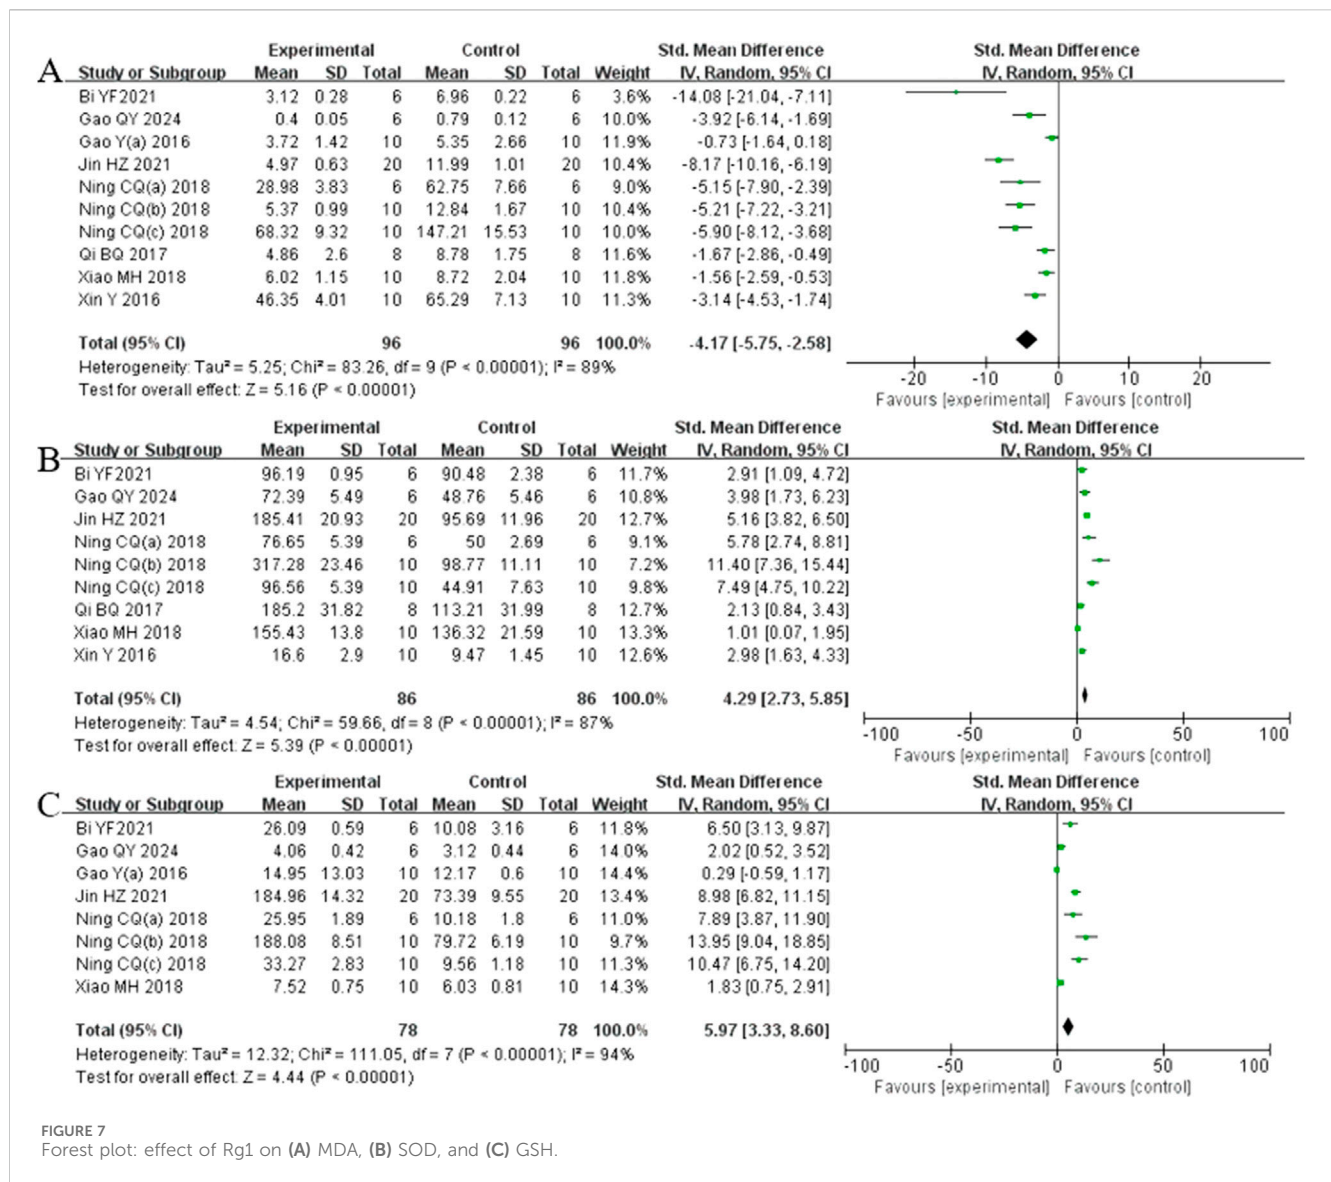 Experimental Control Std. Mean Difference Std. Mean Difference
A Study or Subgroup Mean SD Total Mean SD Total Weight IV, Random, 95% CI IV, Random, 95% CI
Bi YF2021 3.12 0.28 6 6.96 0.22 6 3.6% -14.08 [-21.04, -7.11]
Gao QY 2024 0.4 0.05 6 0.79 0.12 6 10.0% -3.92 [-6.14, -1.69]
Gao Y(a) 2016 3.72 1.42 10 5.35 2.66 10 11.9% -0.73 [-1.64, 0.18]
Jin HZ 2021 4.97 0.63 20 11.99 1.01 20 10.4% -8.17 [-10.16, -6.19]
Ning CQ(a) 2018 28.98 3.83 6 62.75 7.66 6 9.0% -5.15 [-7.90, -2.39]
Ning CQ(b) 2018 5.37 0.99 10 12.84 1.67 10 10.4% -5.21 [-7.22, -3.21]
Ning CQ(c) 2018 68.32 9.32 10 147.21 15.53 10 10.0% -5.90 [-8.12, -3.68]
Qi BQ 2017 4.86 2.6 8 8.78 1.75 8 11.6% -1.67 [-2.86, -0.49]
Xiao MH 2018 6.02 1.15 10 8.72 2.04 10 11.8% -1.56 [-2.59, -0.53]
Xin Y 2016 46.35 4.01 10 65.29 7.13 10 11.3% -3.14 [-4.53, -1.74]
Total (95% CI) 96 96 100.0% -4.17 [-5.75, -2.58]
Heterogeneity: Tau² = 5.25; Chi² = 83.26, df = 9 (P < 0.00001); I² = 89%
Test for overall effect: Z = 5.16 (P < 0.00001)
-20 -10 0 10 20
Favours [experimental] Favours [control]
Experimental Control Std. Mean Difference Std. Mean Difference
B Study or Subgroup Mean SD Total Mean SD Total Weight IV, Random, 95% CI IV, Random, 95% CI
Bi YF2021 96.19 0.95 6 90.48 2.38 6 11.7% 2.91 [1.09, 4.72]
Gao QY 2024 72.39 5.49 6 48.76 5.46 6 10.8% 3.98 [1.73, 6.23]
Jin HZ 2021 185.41 20.93 20 95.69 11.96 20 12.7% 5.16 [3.82, 6.50]
Ning CQ(a) 2018 76.65 5.39 6 50 2.69 6 9.1% 5.78 [2.74, 8.81]
Ning CQ(b) 2018 317.28 23.46 10 98.77 11.11 10 7.2% 11.40 [7.36, 15.44]
Ning CQ(c) 2018 96.56 5.39 10 44.91 7.63 10 9.8% 7.49 [4.75, 10.22]
Qi BQ 2017 185.2 31.82 8 113.21 31.99 8 12.7% 2.13 [0.84, 3.43]
Xiao MH 2018 155.43 13.8 10 136.32 21.59 10 13.3% 1.01 [0.07, 1.95]
Xin Y 2016 16.6 2.9 10 9.47 1.45 10 12.6% 2.98 [1.63, 4.33]
Total (95% CI) 86 86 100.0% 4.29 [2.73, 5.85]
Heterogeneity: Tau² = 4.54; Chi² = 59.66, df = 8 (P < 0.00001); I² = 87%
Test for overall effect: Z = 5.39 (P < 0.00001)
-100 -50 0 50 100
Favours [experimental] Favours [control]
Experimental Control Std. Mean Difference Std. Mean Difference
C Study or Subgroup Mean SD Total Mean SD Total Weight IV, Random, 95% CI IV, Random, 95% CI
Bi YF2021 26.09 0.59 6 10.08 3.16 6 11.8% 6.50 [3.13, 9.87]
Gao QY 2024 4.06 0.42 6 3.12 0.44 6 14.0% 2.02 [0.52, 3.52]
Gao Y(a) 2016 14.95 13.03 10 12.17 0.6 10 14.4% 0.29 [-0.59, 1.17]
Jin HZ 2021 184.96 14.32 20 73.39 9.55 20 13.4% 8.98 [6.82, 11.15]
Ning CQ(a) 2018 25.95 1.89 6 10.18 1.8 6 11.0% 7.89 [3.87, 11.90]
Ning CQ(b) 2018 188.08 8.51 10 79.72 6.19 10 9.7% 13.95 [9.04, 18.85]
Ning CQ(c) 2018 33.27 2.83 10 9.56 1.18 10 11.3% 10.47 [6.75, 14.20]
Xiao MH 2018 7.52 0.75 10 6.03 0.81 10 14.3% 1.83 [0.75, 2.91]
Total (95% CI) 78 78 100.0% 5.97 [3.33, 8.60]
Heterogeneity: Tau² = 12.32; Chi² = 111.05, df = 7 (P < 0.00001); I² = 94%
Test for overall effect: Z = 4.44 (P < 0.00001)
-100 -50 0 50 100
Favours [experimental] Favours [control]
FIGURE 7
Forest plot: effect of Rg1 on (A) MDA, (B) SOD, and (C) GSH.